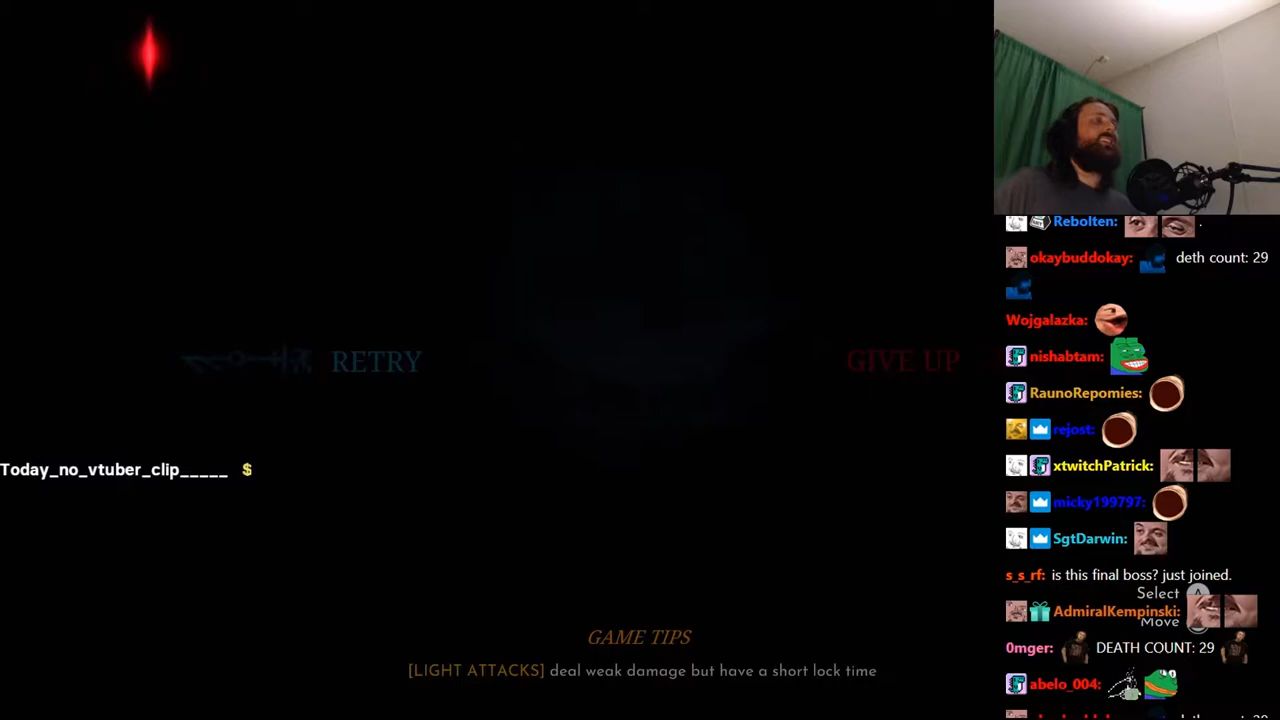 RETRY
GIVE UP
Today_no_vtuber_clip_____ $
GAME TIPS
[LIGHT ATTACKS] deal weak damage but have a short lock time
Select A
Move
Rebolten: .
okaybuddokay: deth count: 29
Wojgalazka:
nishabtam:
RaunoRepomies:
rejost:
xtwitchPatrick:
micky199797:
SgtDarwin:
s_s_rf: is this final boss? just joined.
AdmiralKempinski:
0mger: DEATH COUNT: 29
abelo_004: